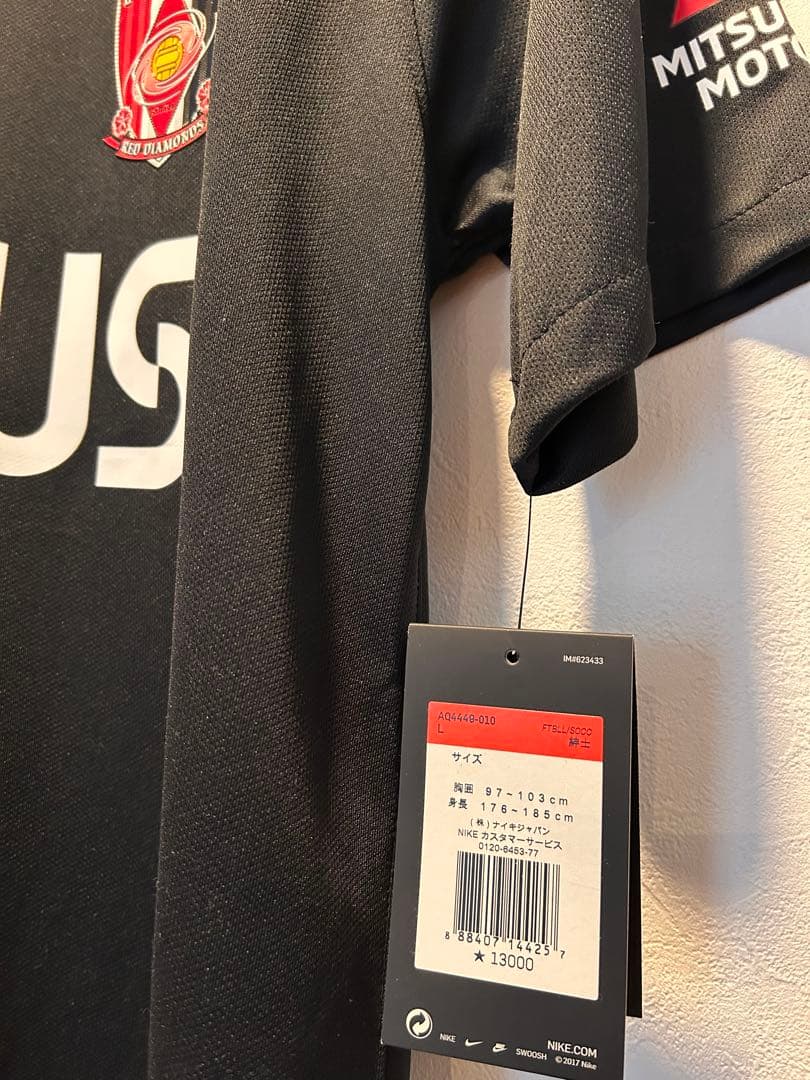 RED DIAMONDS
US
MITSU
MOTO
IM#623433
AQ4449-010
L
FTBLL/SOCC
紳士
サイズ
胸囲 97~103cm
身長 176~185cm
(株)ナイキジャパン
NIKE カスタマーサービス
0120-6453-77
8 88407 14425 7
★ 13000
NIKE
SWOOSH
NIKE.COM
© 2017 Nike